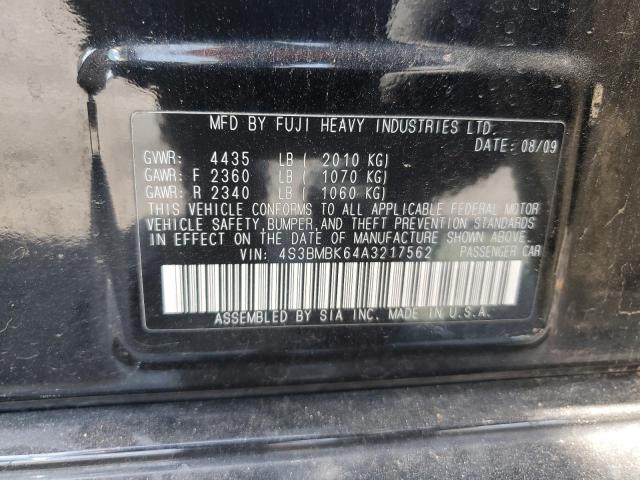 MFD BY FUJI HEAVY INDUSTRIES LTD.
DATE: 08/09
GVWR: 4435 LB ( 2010 KG)
GAWR: F 2360 LB ( 1070 KG)
GAWR: R 2340 LB ( 1060 KG)
THIS VEHICLE CONFORMS TO ALL APPLICABLE FEDERAL MOTOR
VEHICLE SAFETY, BUMPER, AND THEFT PREVENTION STANDARDS
IN EFFECT ON THE DATE OF MANUFACTURE SHOWN ABOVE.
VIN: 4S3BMBK64A3217562 PASSENGER CAR
ASSEMBLED BY SIA INC. MADE IN U.S.A.